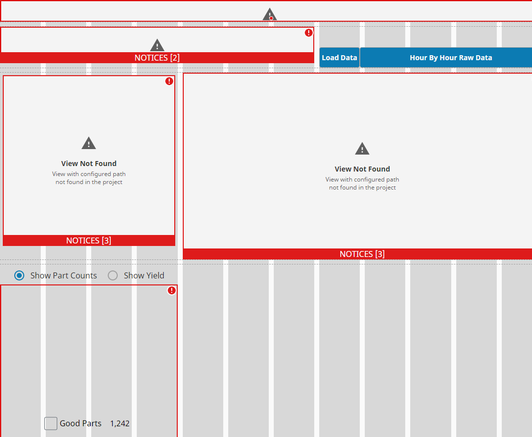 NOTICES [2]
Load Data
Hour By Hour Raw Data
View Not Found
View with configured path
not found in the project
NOTICES [3]
View Not Found
View with configured path
not found in the project
NOTICES [3]
Show Part Counts
Show Yield
Good Parts 1,242